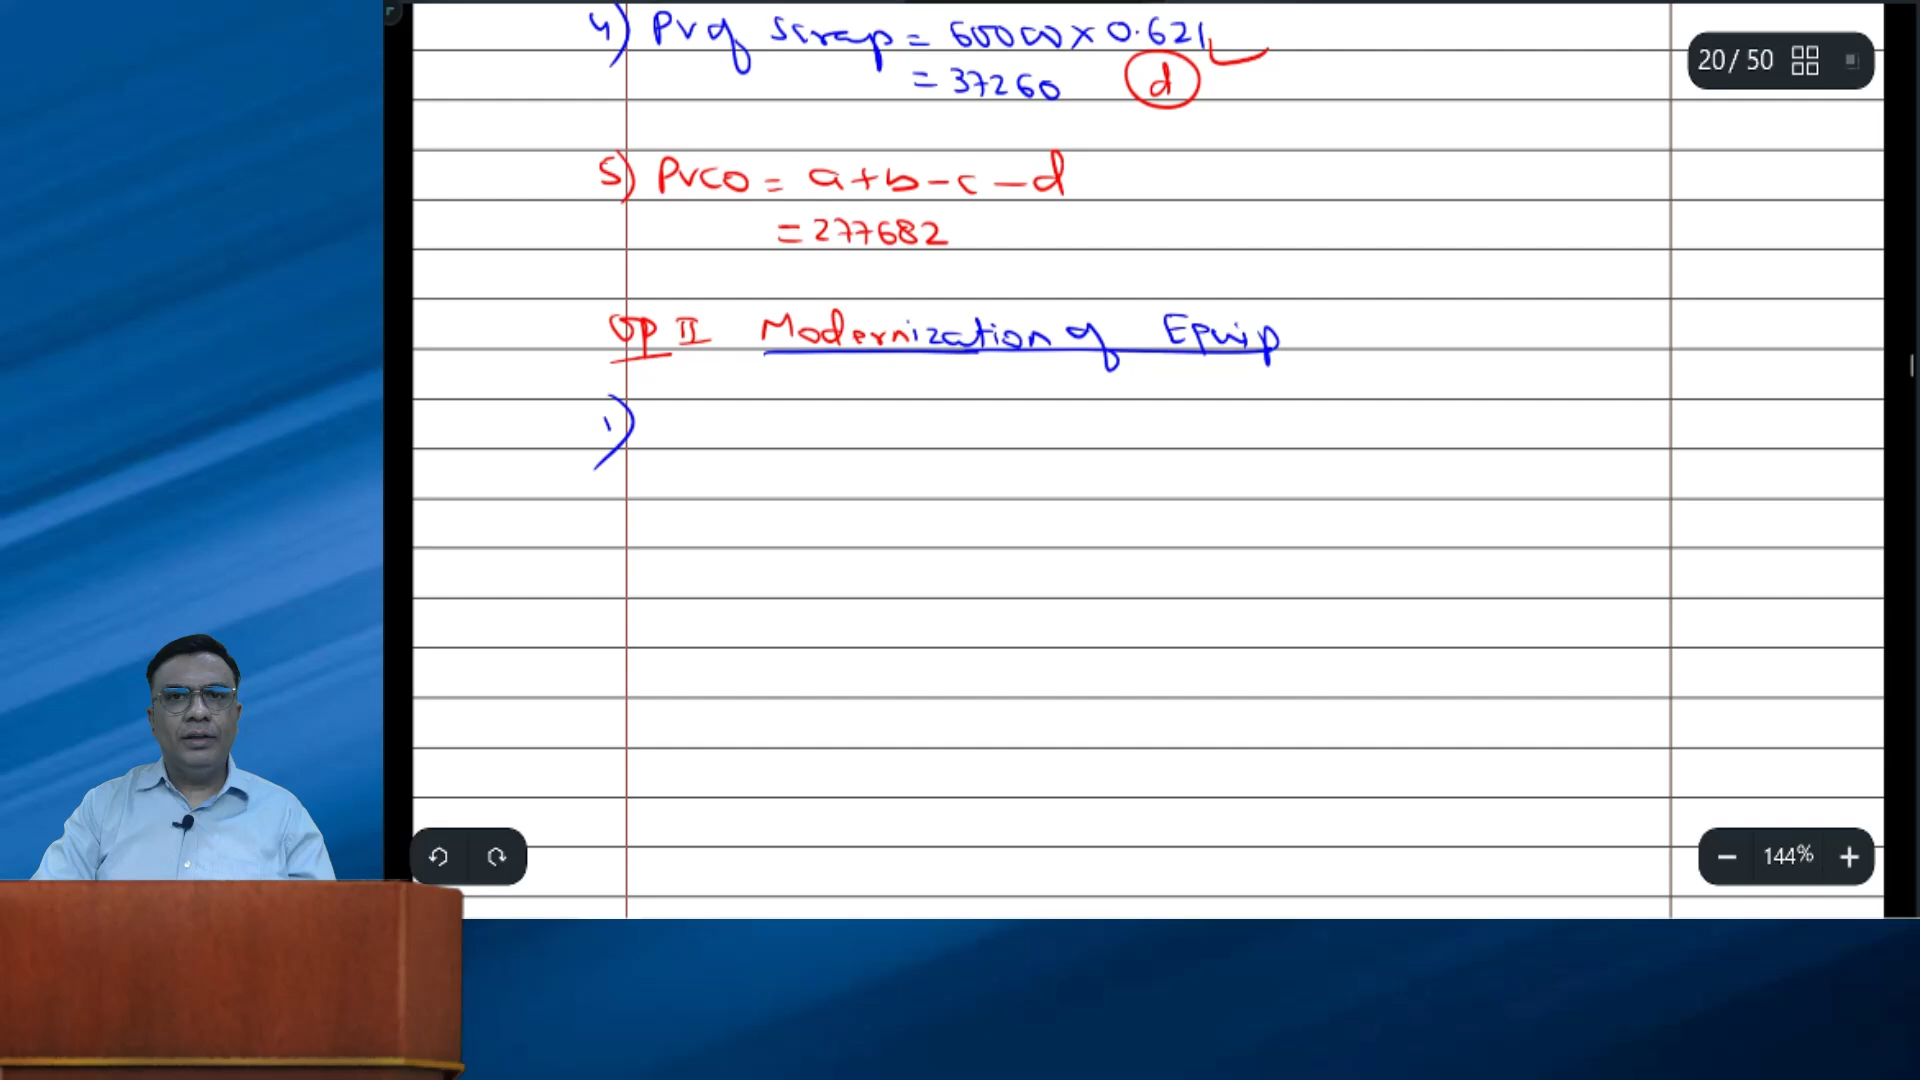 4) PV of Scrap = 60000 × 0.621
= 37260 d
5) PVCO = a + b - c - d
= 277682
OP II Modernization of Equip
1)
20 / 50
144%